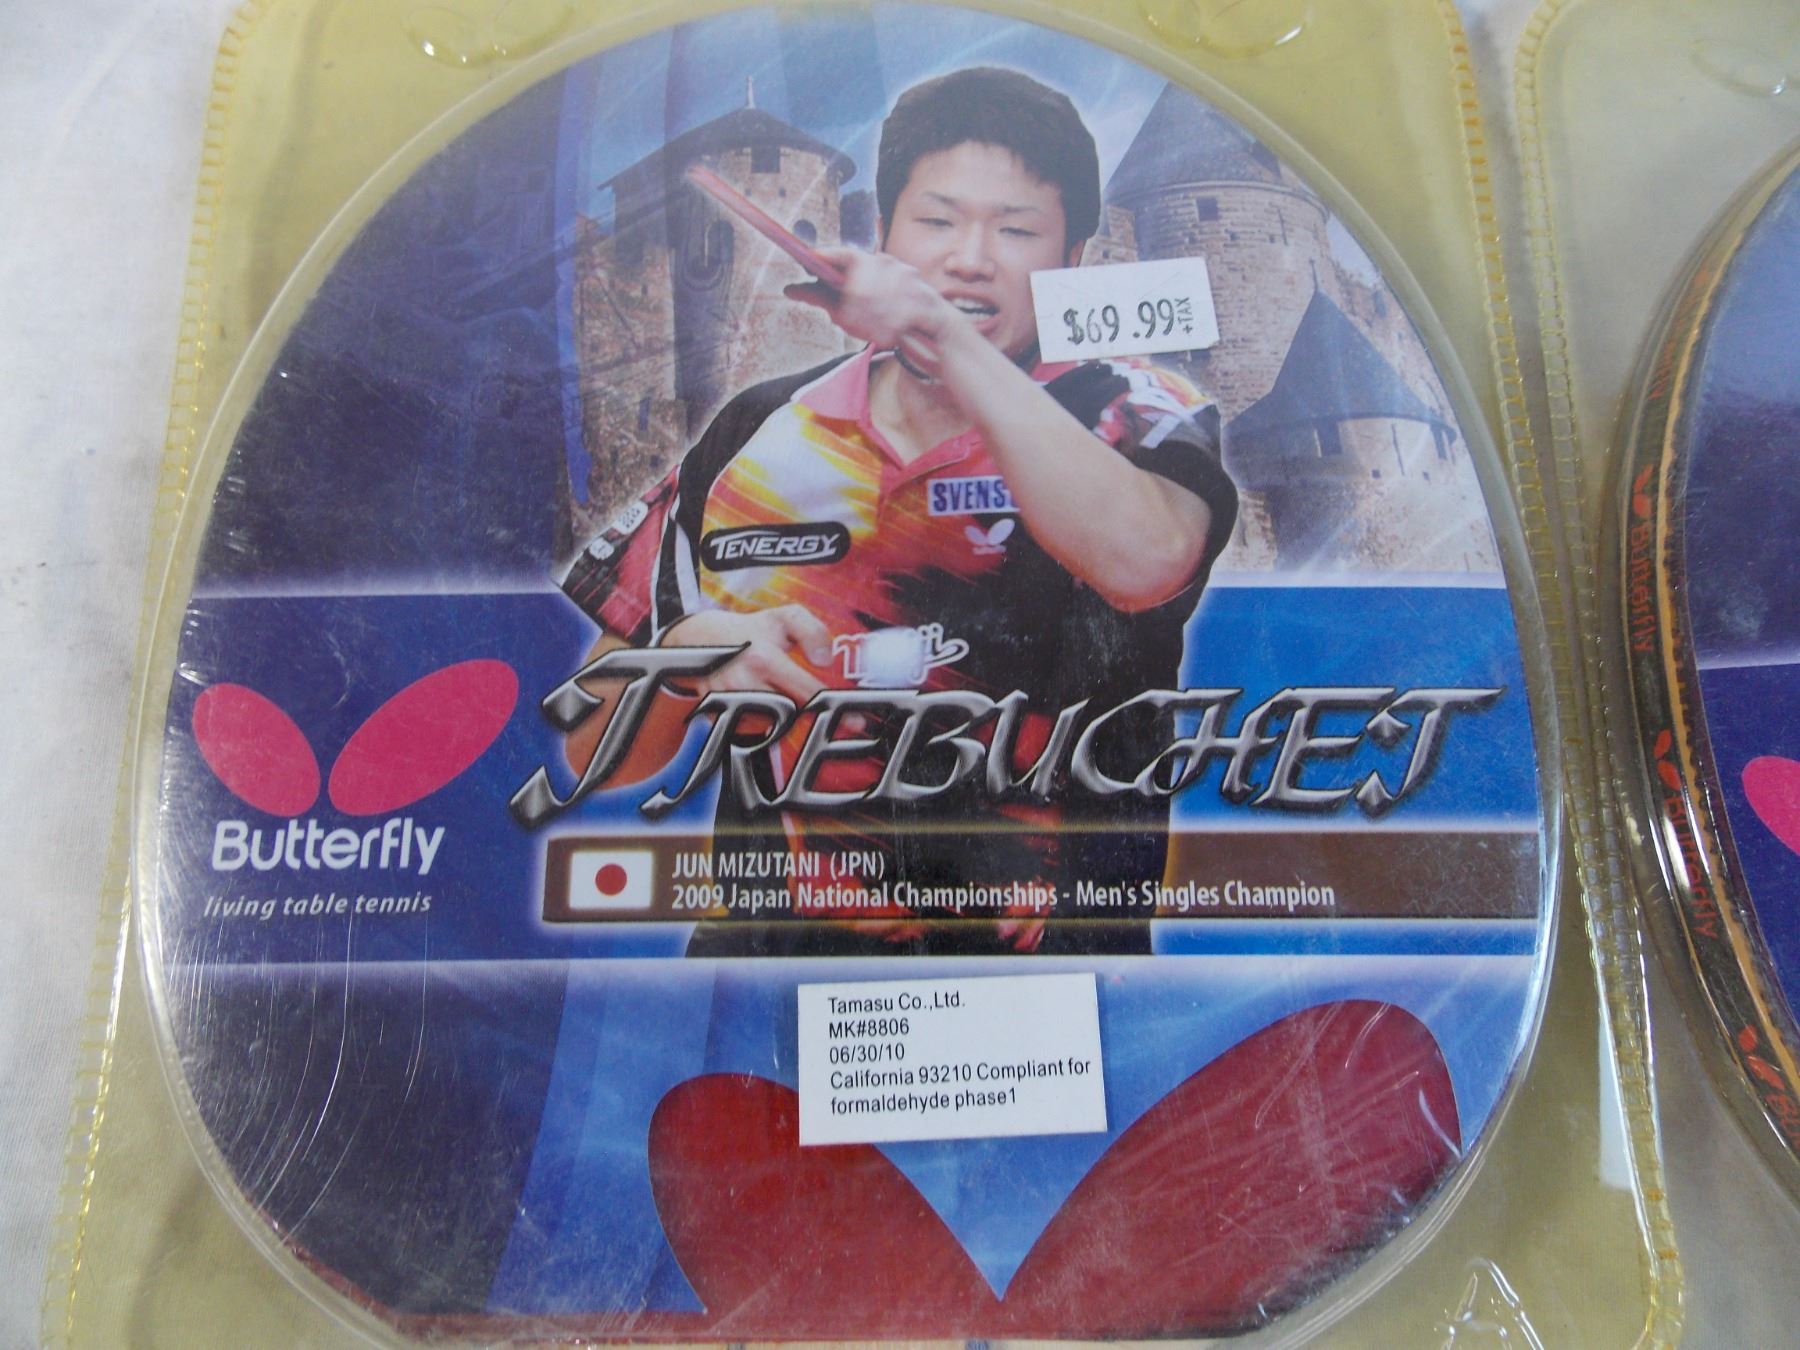 $69.99 +TAX
SVENS
TENERGY
TREBUCHET
Butterfly
living table tennis
JUN MIZUTANI (JPN)
2009 Japan National Championships - Men's Singles Champion
Tamasu Co.,Ltd.
MK#8806
06/30/10
California 93210 Compliant for
formaldehyde phase1
Butterfly
Butterfly